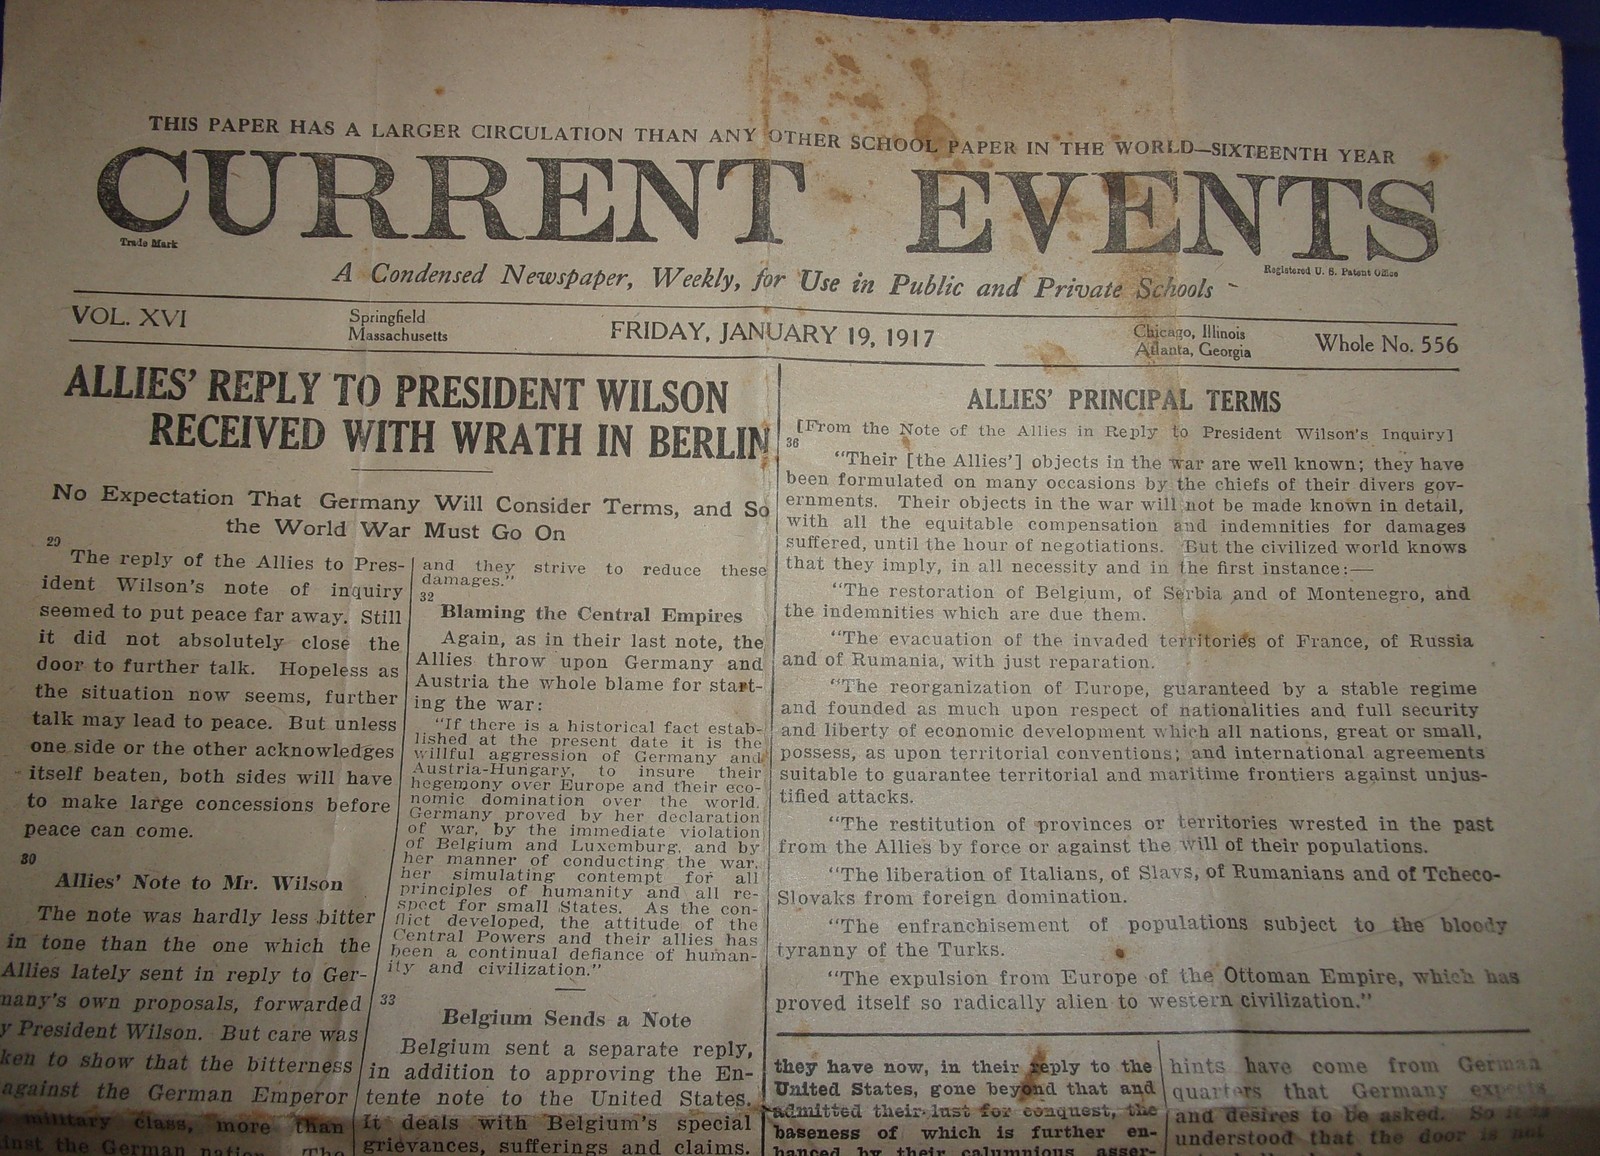 THIS PAPER HAS A LARGER CIRCULATION THAN ANY OTHER SCHOOL PAPER IN THE WORLD—SIXTEENTH YEAR
CURRENT EVENTS
Trade Mark
Registered U. S. Patent Office
A Condensed Newspaper, Weekly, for Use in Public and Private Schools
VOL. XVI
Springfield
Massachusetts
FRIDAY, JANUARY 19, 1917
Chicago, Illinois
Atlanta, Georgia
Whole No. 556
ALLIES' REPLY TO PRESIDENT WILSON
RECEIVED WITH WRATH IN BERLIN
No Expectation That Germany Will Consider Terms, and So
the World War Must Go On
29
The reply of the Allies to Pres-
ident Wilson's note of inquiry
seemed to put peace far away. Still
it did not absolutely close the
door to further talk. Hopeless as
the situation now seems, further
talk may lead to peace. But unless
one side or the other acknowledges
itself beaten, both sides will have
to make large concessions before
peace can come.
30
Allies' Note to Mr. Wilson
The note was hardly less bitter
in tone than the one which the
Allies lately sent in reply to Ger-
many's own proposals, forwarded
y President Wilson. But care was
ken to show that the bitterness
against the German Emperor
military class, more than
inst the German nation. The
and they strive to reduce these
damages."
32
Blaming the Central Empires
Again, as in their last note, the
Allies throw upon Germany and
Austria the whole blame for start-
ing the war:
"If there is a historical fact estab-
lished at the present date it is the
willful aggression of Germany and
Austria-Hungary, to insure their
hegemony over Europe and their eco-
nomic domination over the world.
Germany proved by her declaration
of war, by the immediate violation
of Belgium and Luxemburg, and by
her manner of conducting the war,
her simulating contempt for all
principles of humanity and all re-
spect for small States. As the con-
flict developed, the attitude of the
Central Powers and their allies has
been a continual defiance of human-
ity and civilization."
33
Belgium Sends a Note
Belgium sent a separate reply,
in addition to approving the En-
tente note to the United States.
It deals with Belgium's special
grievances, sufferings and claims.
ALLIES' PRINCIPAL TERMS
[From the Note of the Allies in Reply to President Wilson's Inquiry]
36
"Their [the Allies'] objects in the war are well known; they have
been formulated on many occasions by the chiefs of their divers gov-
ernments. Their objects in the war will not be made known in detail,
with all the equitable compensation and indemnities for damages
suffered, until the hour of negotiations. But the civilized world knows
that they imply, in all necessity and in the first instance:—
"The restoration of Belgium, of Serbia and of Montenegro, and
the indemnities which are due them.
"The evacuation of the invaded territories of France, of Russia
and of Rumania, with just reparation.
"The reorganization of Europe, guaranteed by a stable regime
and founded as much upon respect of nationalities and full security
and liberty of economic development which all nations, great or small,
possess, as upon territorial conventions; and international agreements
suitable to guarantee territorial and maritime frontiers against unjus-
tified attacks.
"The restitution of provinces or territories wrested in the past
from the Allies by force or against the will of their populations.
"The liberation of Italians, of Slavs, of Rumanians and of Tcheco-
Slovaks from foreign domination.
"The enfranchisement of populations subject to the bloody
tyranny of the Turks.
"The expulsion from Europe of the Ottoman Empire, which has
proved itself so radically alien to western civilization."
they have now, in their reply to the
United States, gone beyond that and
admitted their lust for conquest, the
baseness of which is further en-
hanced by their calumnious asser-
hints have come from German
quarters that Germany expects
and desires to be asked. So it is
understood that the door is not